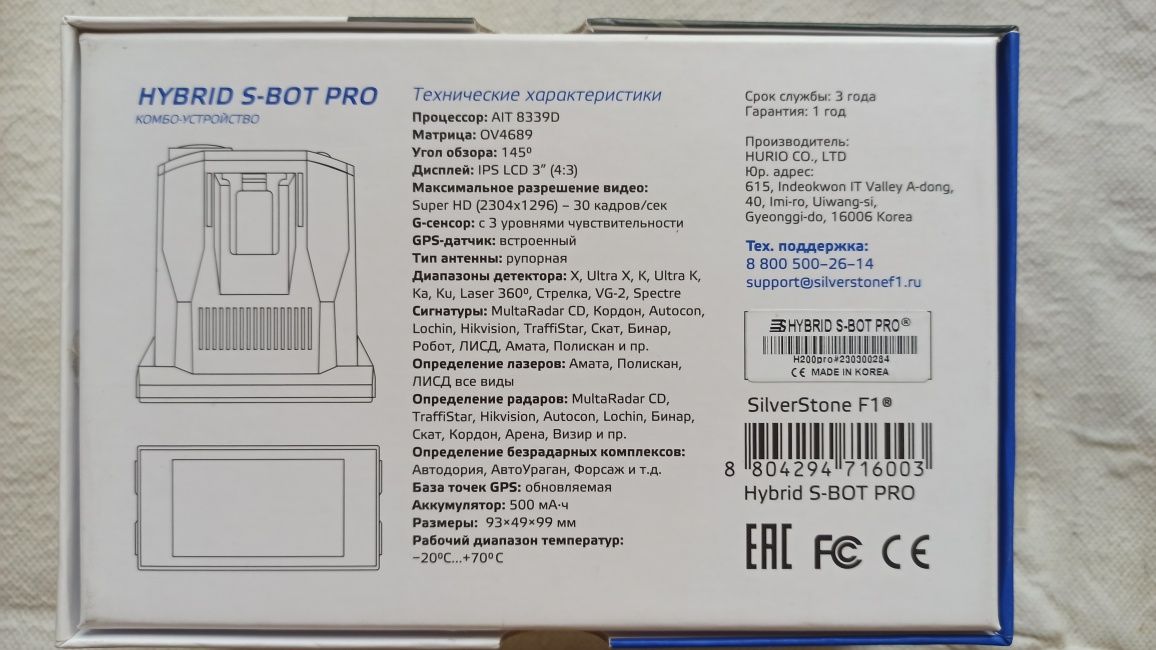 HYBRID S-BOT PRO
КОМБО-УСТРОЙСТВО
Технические характеристики
Процессор: AIT 8339D
Матрица: OV4689
Угол обзора: 145º
Дисплей: IPS LCD 3” (4:3)
Максимальное разрешение видео:
Super HD (2304x1296) – 30 кадров/сек
G-сенсор: с 3 уровнями чувствительности
GPS-датчик: встроенный
Тип антенны: рупорная
Диапазоны детектора: X, Ultra X, K, Ultra K,
Ka, Ku, Laser 360º, Стрелка, VG-2, Spectre
Сигнатуры: MultaRadar CD, Кордон, Autocon,
Lochin, Hikvision, TraffiStar, Скат, Бинар,
Робот, ЛИСД, Амата, Полискан и пр.
Определение лазеров: Амата, Полискан,
ЛИСД все виды
Определение радаров: MultaRadar CD,
TraffiStar, Hikvision, Autocon, Lochin, Бинар,
Скат, Кордон, Арена, Визир и пр.
Определение безрадарных комплексов:
Автодория, АвтоУраган, Форсаж и т.д.
База точек GPS: обновляемая
Аккумулятор: 500 мА·ч
Размеры: 93×49×99 мм
Рабочий диапазон температур:
−20ºC...+70ºC
Срок службы: 3 года
Гарантия: 1 год
Производитель:
HURIO CO., LTD
Юр. адрес:
615, Indeokwon IT Valley A-dong,
40, Imi-ro, Uiwang-si,
Gyeonggi-do, 16006 Korea
Тех. поддержка:
8 800 500–26–14
support@silverstonef1.ru
HYBRID S-BOT PRO®
H200pro#230300284
CE MADE IN KOREA
SilverStone F1®
8 804294 716003
Hybrid S-BOT PRO
EAC FC CE